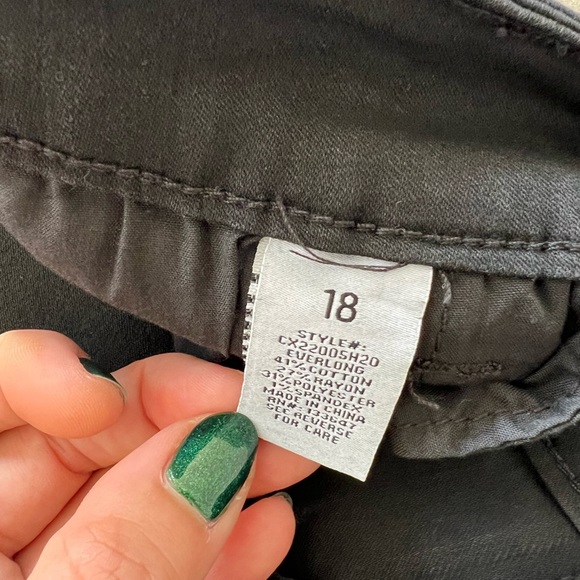 18
STYLE#:
CX22005H20
EVERLONG
41% COTTON
27% RAYON
31% POLYESTER
1% SPANDEX
MADE IN CHINA
RN#: 133647
SEE REVERSE
FOR CARE